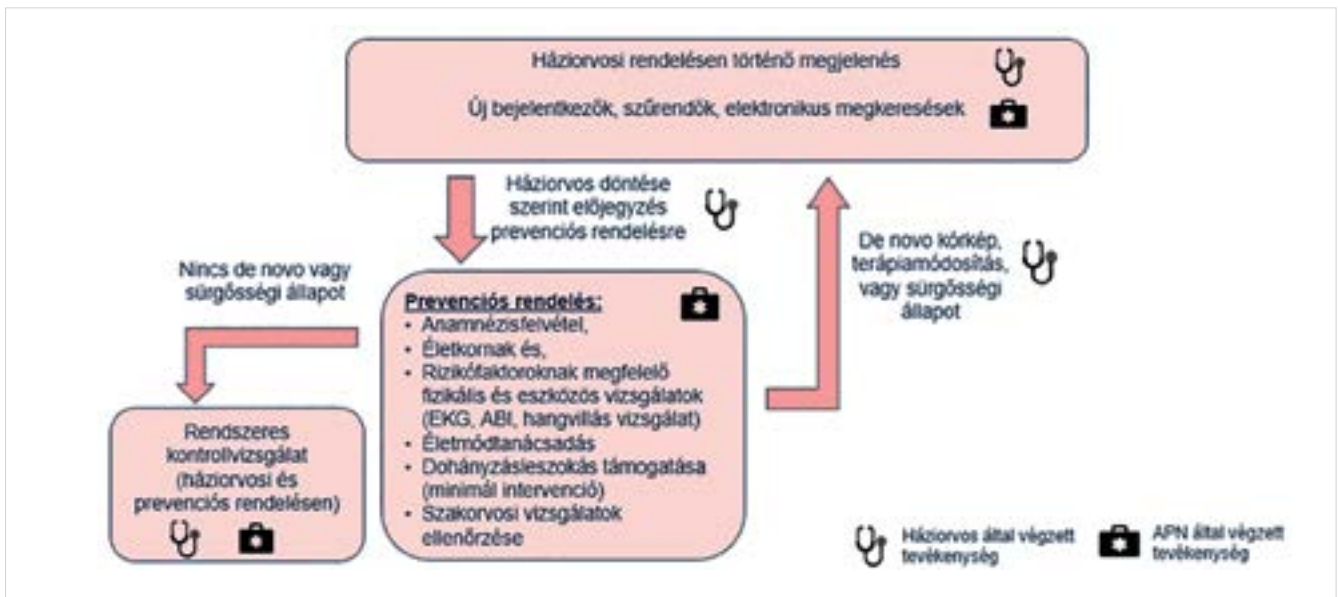 Háziorvosi rendelésen történő megjelenés
Új bejelentkezők, szűrendők, elektronikus megkeresések
Háziorvos döntése
szerint előjegyzés
prevenciós rendelésre
De novo kórkép,
terápiamódosítás,
vagy sürgősségi
állapot
Nincs de novo vagy
sürgősségi állapot
Prevenciós rendelés:
• Anamnézisfelvétel,
• Életkornak és,
• Rizikófaktoroknak megfelelő
fizikális és eszközös vizsgálatok
(EKG, ABI, hangvillás vizsgálat)
• Életmódtanácsadás
• Dohányzásleszokás támogatása
(minimál intervenció)
• Szakorvosi vizsgálatok
ellenőrzése
Rendszeres
kontrollvizsgálat
(háziorvosi és
prevenciós rendelésen)
Háziorvos által végzett
tevékenység
APN által végzett
tevékenység